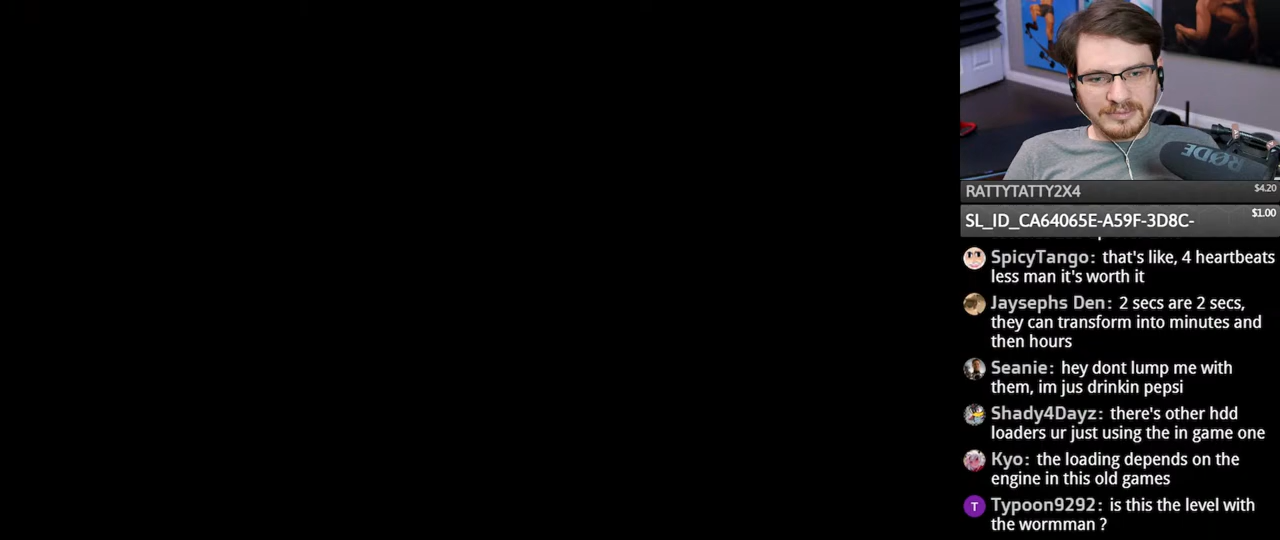 RØDE
RATTYTATTY2X4 $4.20
SL_ID_CA64065E-A59F-3D8C- $1.00
SpicyTango: that's like, 4 heartbeats
less man it's worth it
Jaysephs Den: 2 secs are 2 secs,
they can transform into minutes and
then hours
Seanie: hey dont lump me with
them, im jus drinkin pepsi
Shady4Dayz: there's other hdd
loaders ur just using the in game one
Kyo: the loading depends on the
engine in this old games
T Typoon9292: is this the level with
the wormman ?